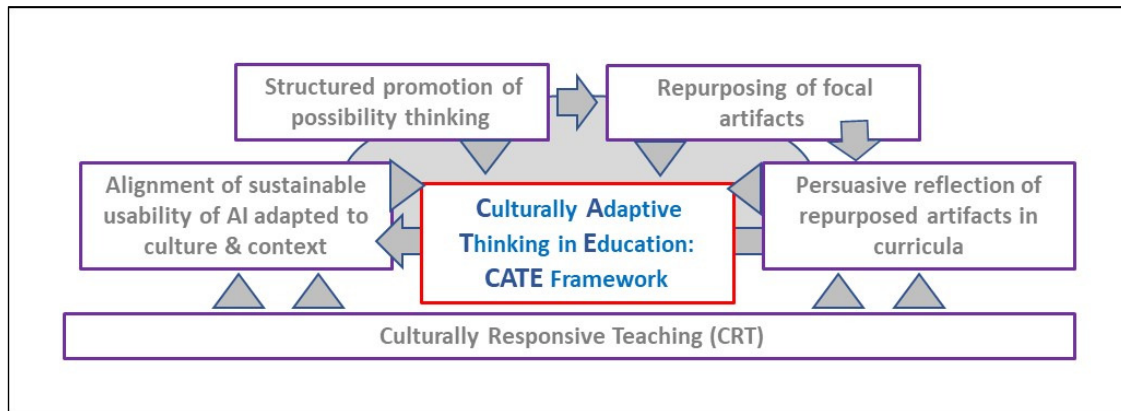 Structured promotion of
possibility thinking
Repurposing of focal
artifacts
Alignment of sustainable
usability of AI adapted to
culture & context
Culturally Adaptive
Thinking in Education:
CATE Framework
Persuasive reflection of
repurposed artifacts in
curricula
Culturally Responsive Teaching (CRT)